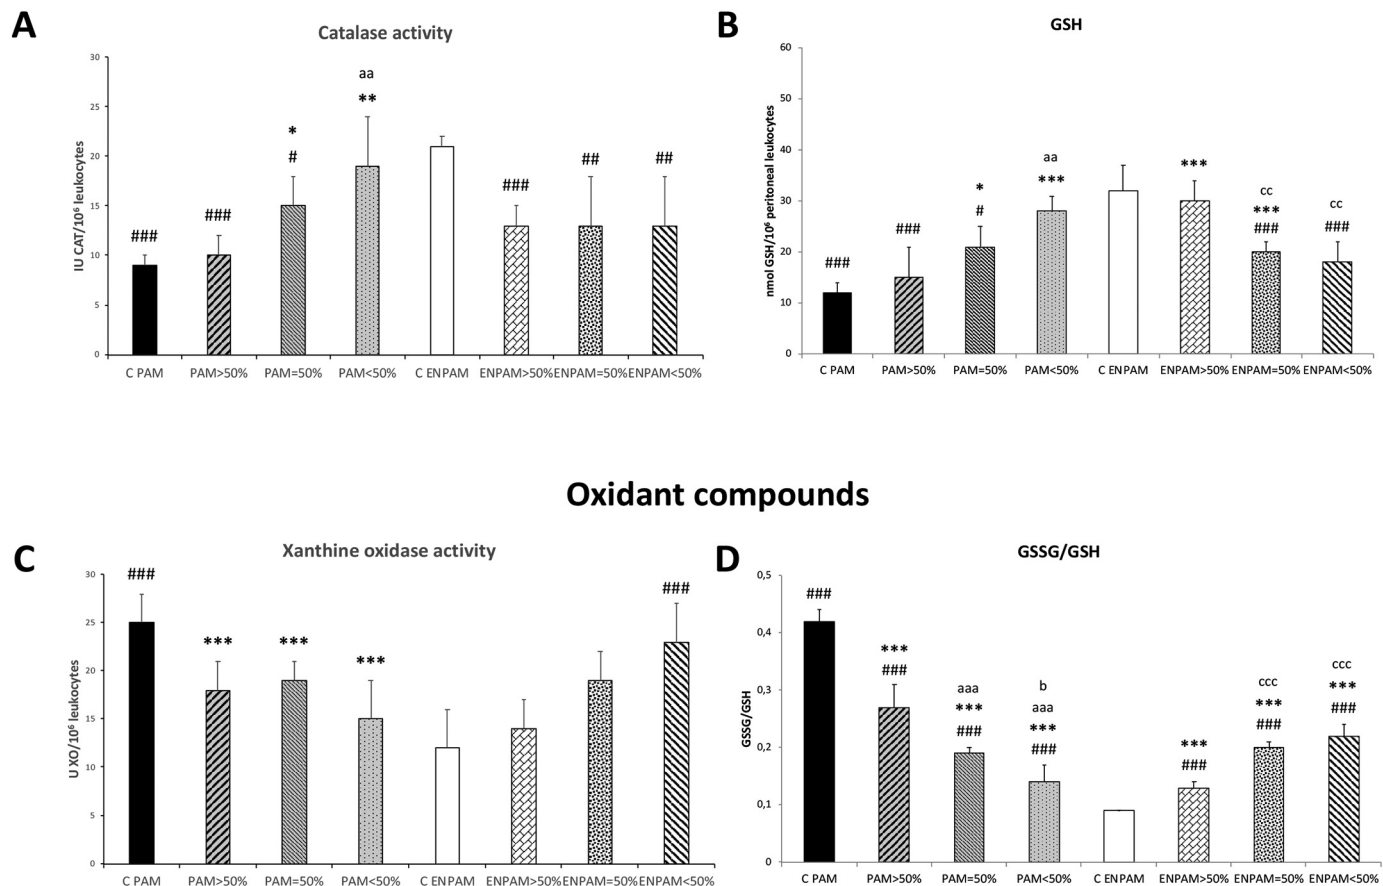 A
Catalase activity
30
25
20
15
10
5
0
IU CAT/10⁶ leukocytes
###
###
*
#
aa
**
###
##
##
C PAM PAM>50% PAM=50% PAM<50% C ENPAM ENPAM>50% ENPAM=50% ENPAM<50%
B
GSH
60
50
40
30
20
10
0
nmol GSH/10⁶ peritoneal leukocytes
###
###
*
#
aa
***
***
cc
***
###
cc
###
C PAM PAM>50% PAM=50% PAM<50% C ENPAM ENPAM>50% ENPAM=50% ENPAM<50%
Oxidant compounds
C
Xanthine oxidase activity
30
25
20
15
10
5
0
U XO/10⁶ leukocytes
###
***
***
***
###
C PAM PAM>50% PAM=50% PAM<50% C ENPAM ENPAM>50% ENPAM=50% ENPAM<50%
D
GSSG/GSH
0,5
0,4
0,3
0,2
0,1
0
GSSG/GSH
###
***
###
aaa
***
###
b
aaa
***
###
***
###
ccc
***
###
ccc
***
###
C PAM PAM>50% PAM=50% PAM<50% C ENPAM ENPAM>50% ENPAM=50% ENPAM<50%